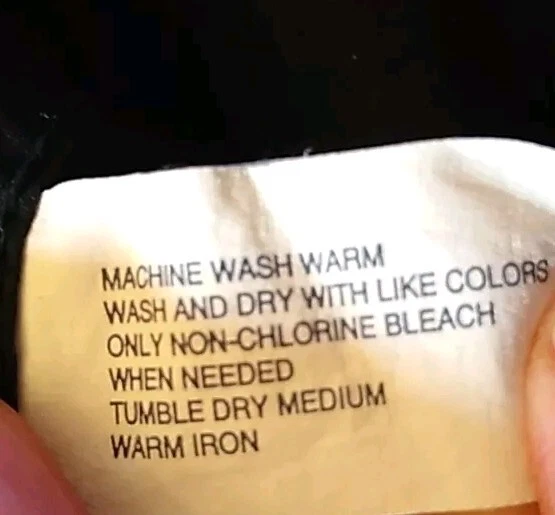 MACHINE WASH WARM
WASH AND DRY WITH LIKE COLORS
ONLY NON-CHLORINE BLEACH
WHEN NEEDED
TUMBLE DRY MEDIUM
WARM IRON